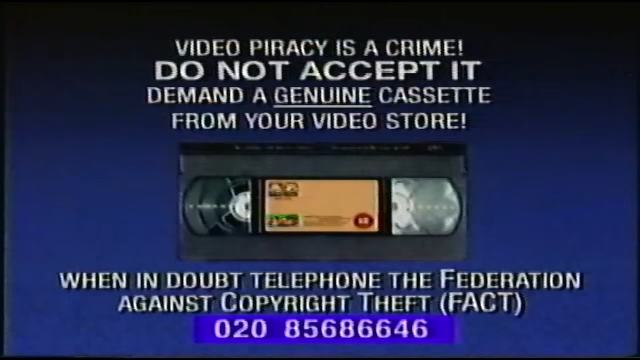 VIDEO PIRACY IS A CRIME!
DO NOT ACCEPT IT
DEMAND A GENUINE CASSETTE
FROM YOUR VIDEO STORE!
18
WHEN IN DOUBT TELEPHONE THE FEDERATION
AGAINST COPYRIGHT THEFT (FACT)
020 85686646